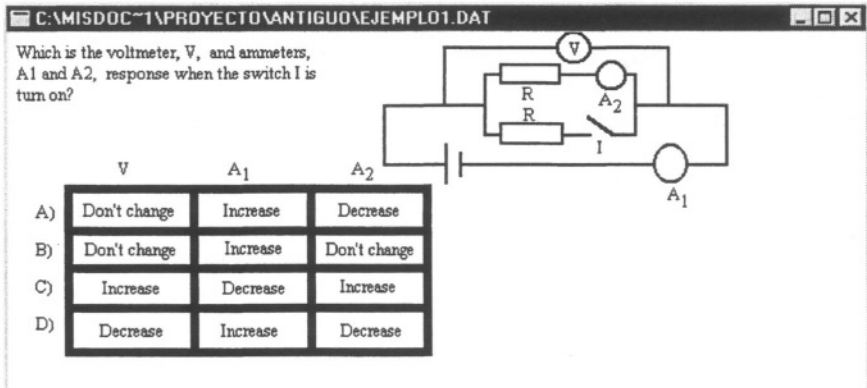 C:\MISDOC~1\PROYECTO\ANTIGUO\EJEMPLO1.DAT
Which is the voltmeter, V, and ammeters,
A1 and A2, response when the switch I is
turn on?
V
R
A2
R
I
A1
V A1 A2
A) Don't change Increase Decrease
B) Don't change Increase Don't change
C) Increase Decrease Increase
D) Decrease Increase Decrease